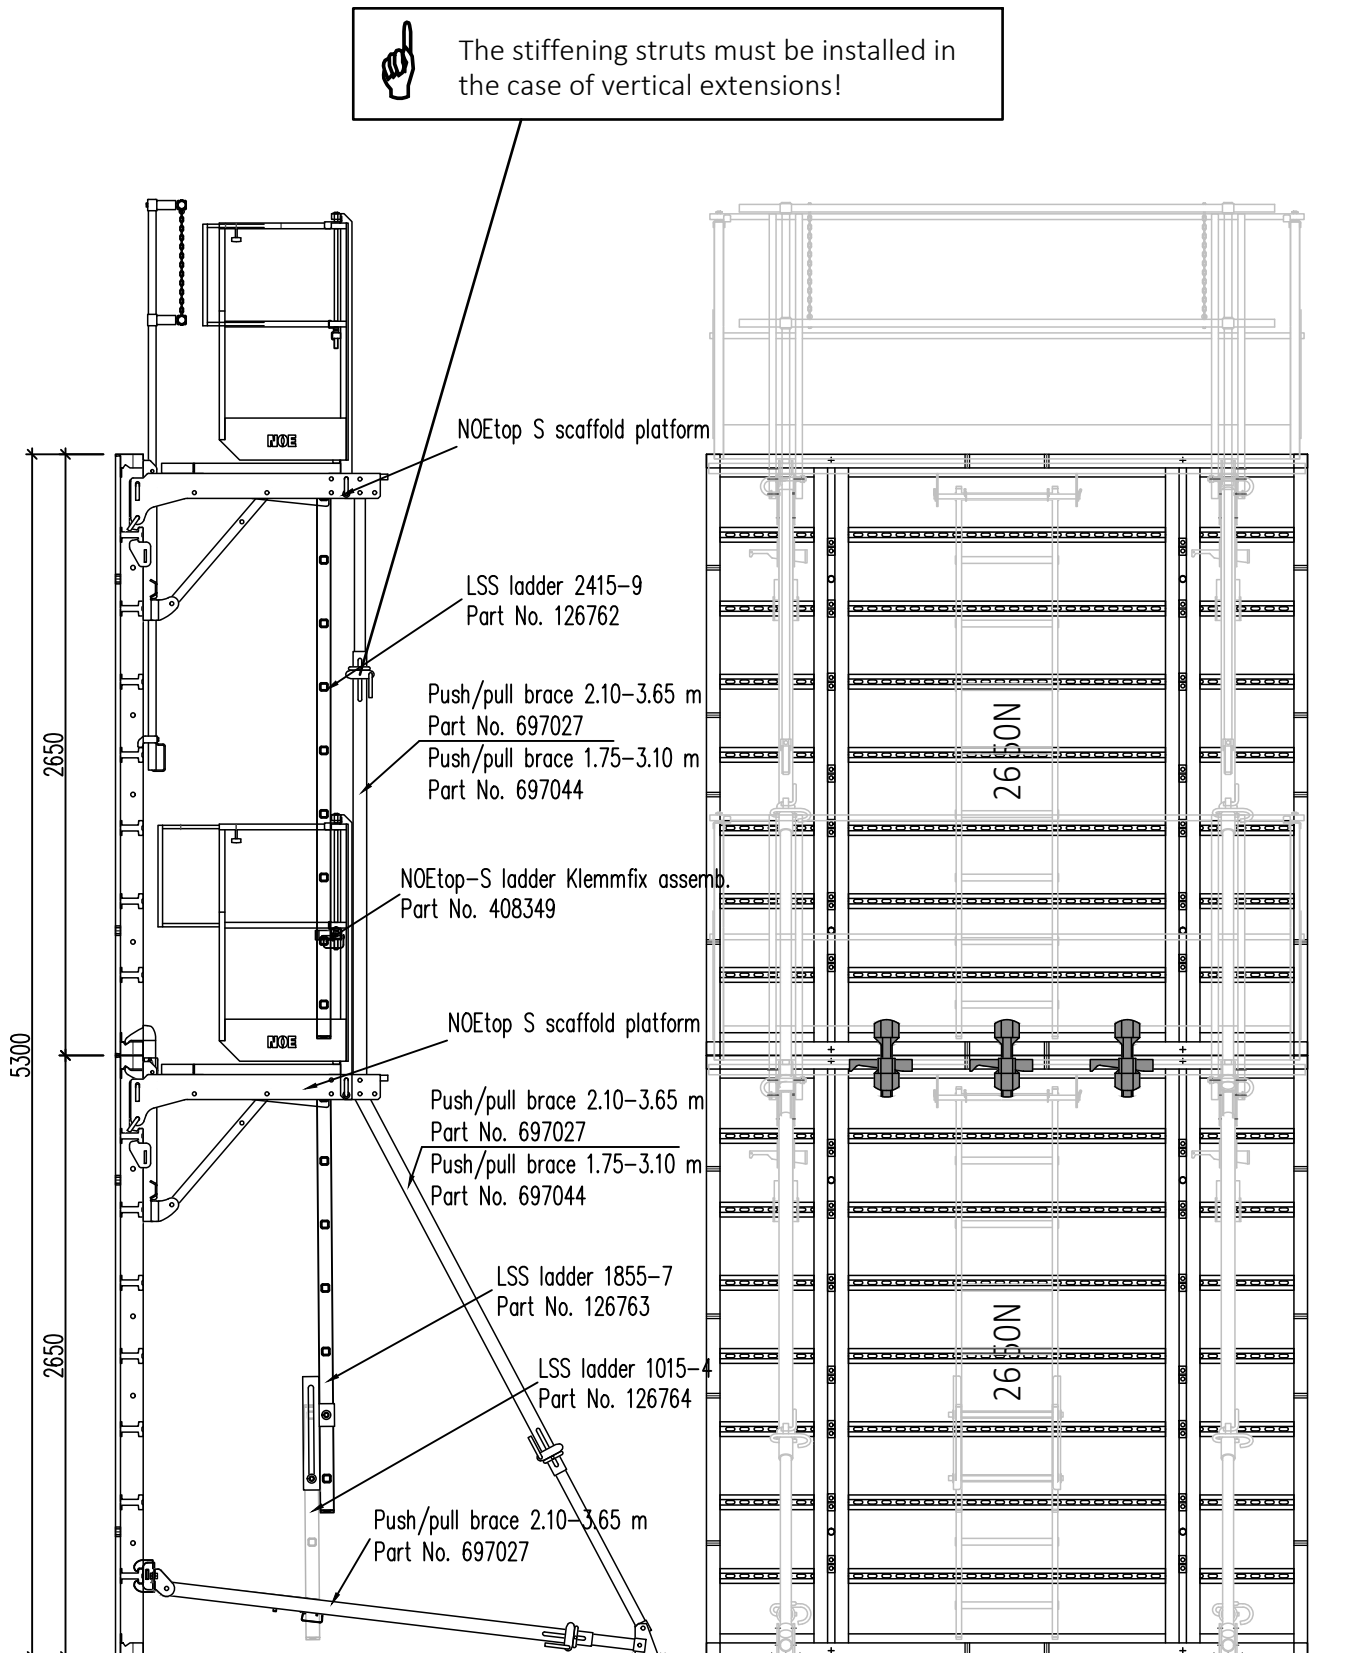 The stiffening struts must be installed in
the case of vertical extensions!
NOE
NOEtop S scaffold platform
LSS ladder 2415-9
Part No. 126762
Push/pull brace 2.10-3.65 m
Part No. 697027
Push/pull brace 1.75-3.10 m
Part No. 697044
2650
2650N
NOEtop-S ladder Klemmfix assemb.
Part No. 408349
NOE
NOEtop S scaffold platform
5300
Push/pull brace 2.10-3.65 m
Part No. 697027
Push/pull brace 1.75-3.10 m
Part No. 697044
LSS ladder 1855-7
Part No. 126763
2650
2650N
LSS ladder 1015-4
Part No. 126764
Push/pull brace 2.10-3.65 m
Part No. 697027